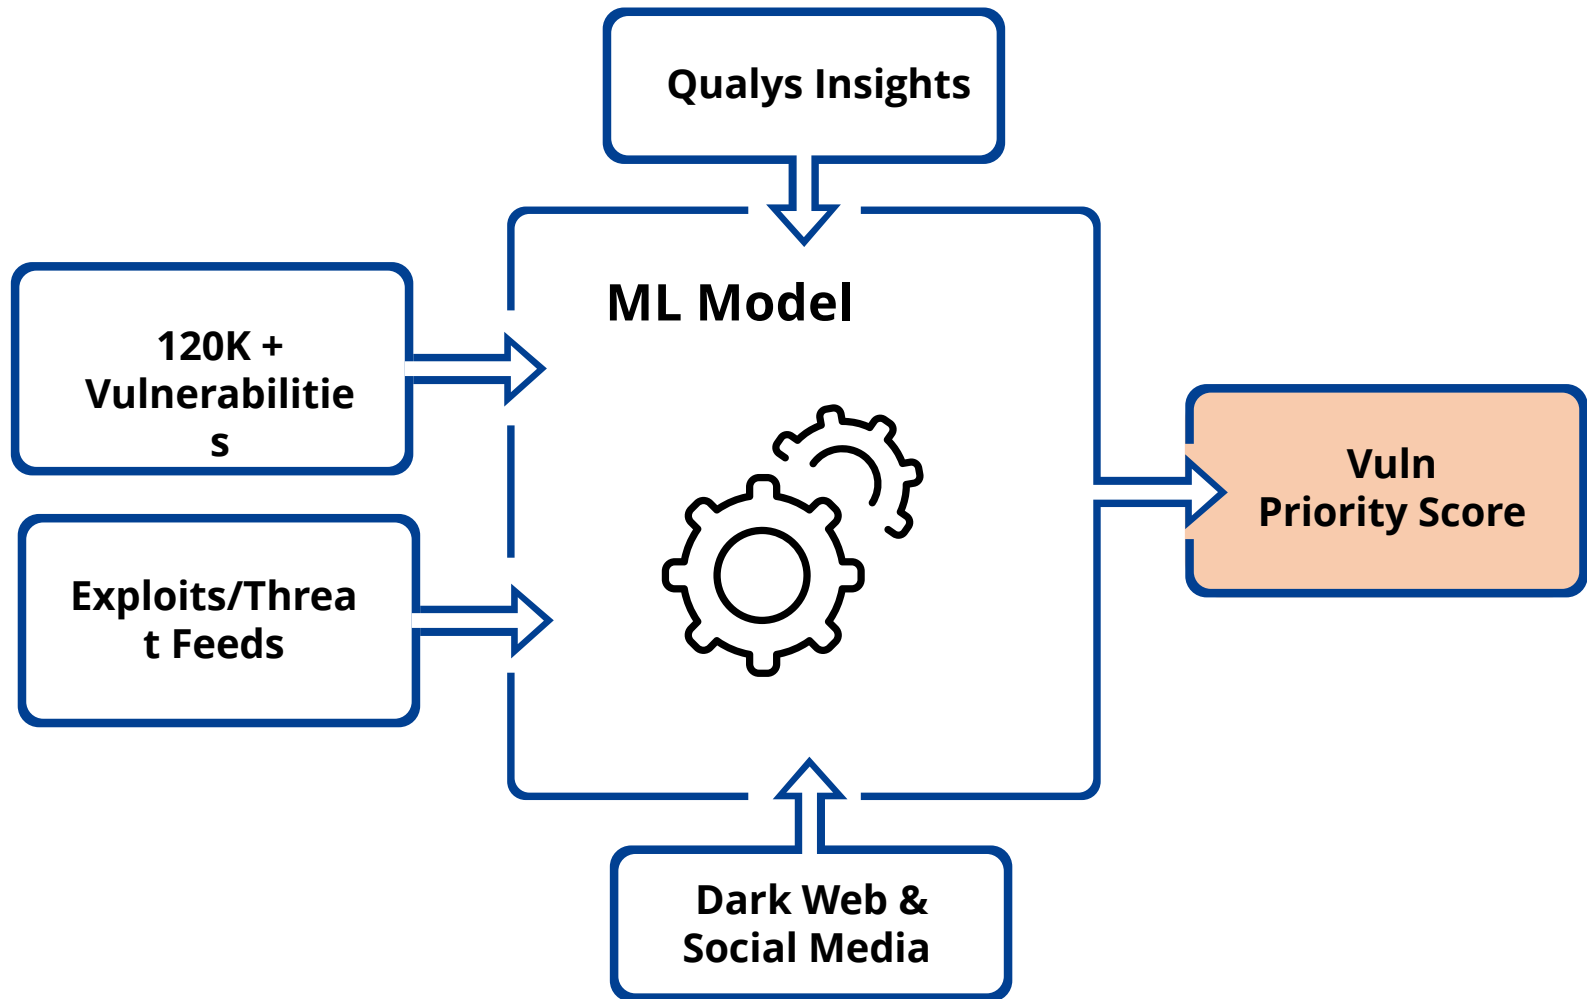 Qualys Insights
ML Model
120K +
Vulnerabilitie
s
Exploits/Threa
t Feeds
Vuln
Priority Score
Dark Web &
Social Media